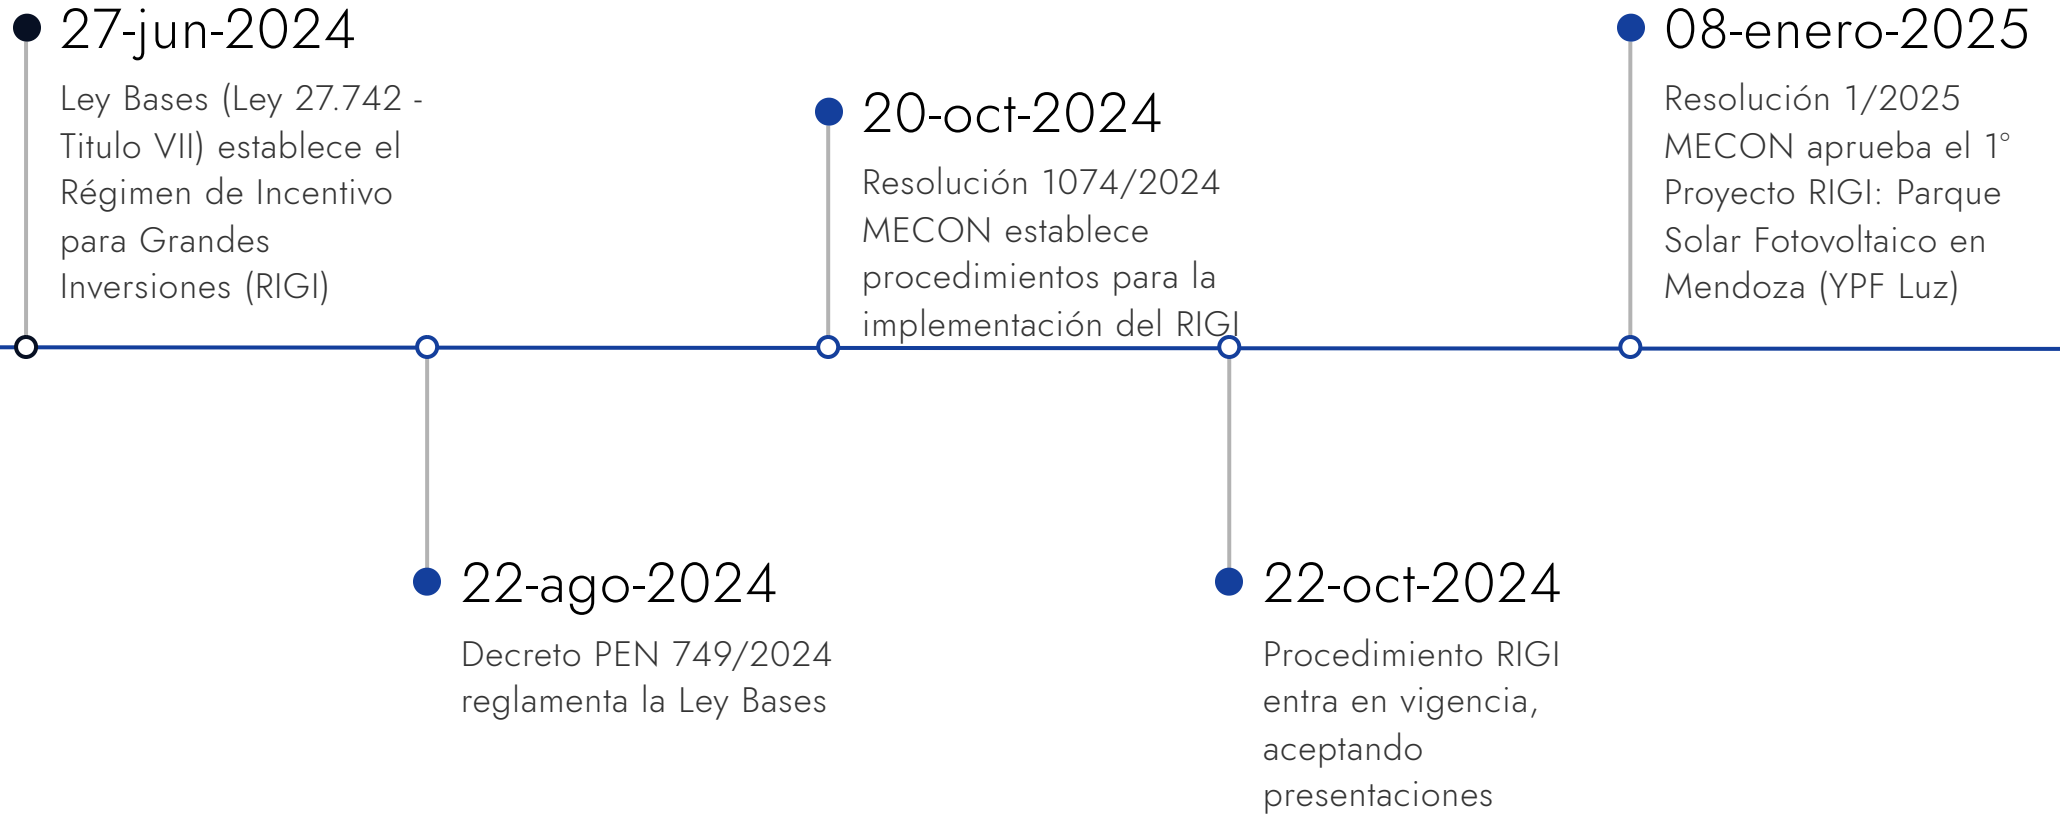 27-jun-2024
Ley Bases (Ley 27.742 -
Titulo VII) establece el
Régimen de Incentivo
para Grandes
Inversiones (RIGI)
22-ago-2024
Decreto PEN 749/2024
reglamenta la Ley Bases
20-oct-2024
Resolución 1074/2024
MECON establece
procedimientos para la
implementación del RIGI
22-oct-2024
Procedimiento RIGI
entra en vigencia,
aceptando
presentaciones
08-enero-2025
Resolución 1/2025
MECON aprueba el 1°
Proyecto RIGI: Parque
Solar Fotovoltaico en
Mendoza (YPF Luz)